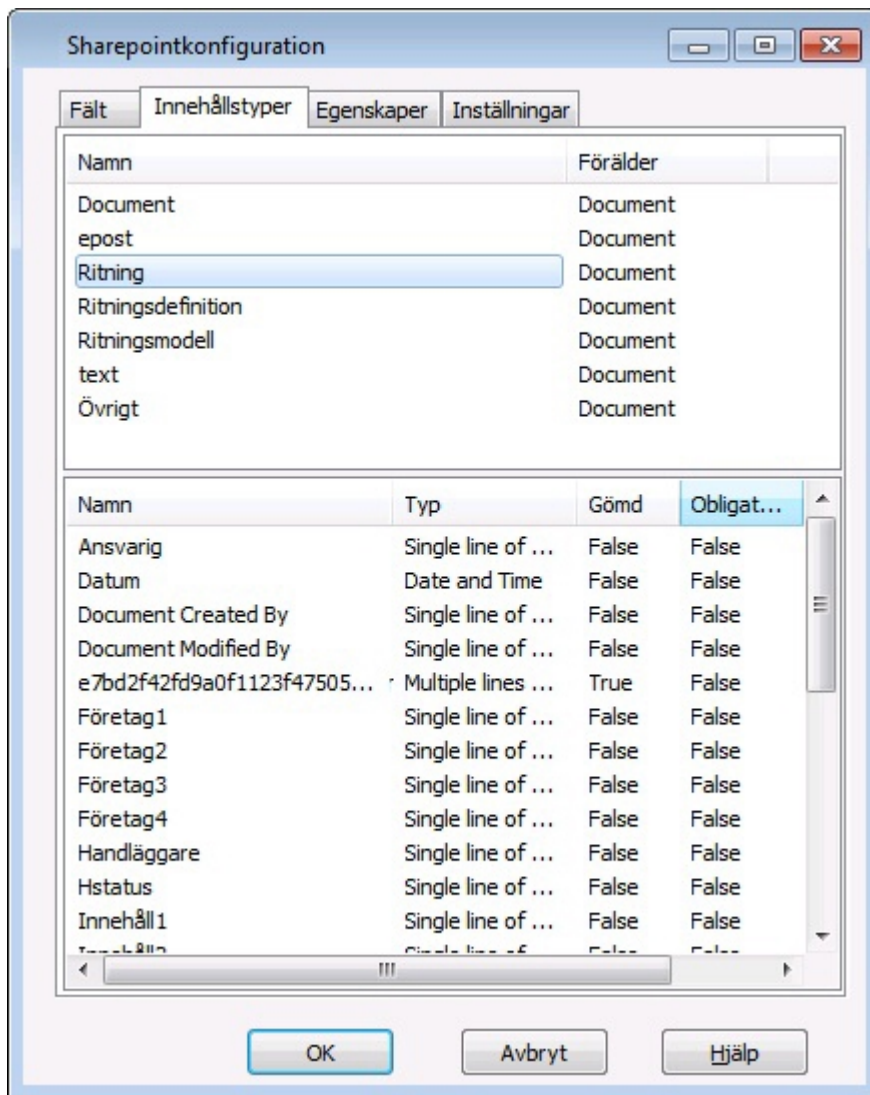 Sharepointkonfiguration
Fält Innehållstyper Egenskaper Inställningar
Namn Förälder
Document Document
epost Document
Ritning Document
Ritningsdefinition Document
Ritningsmodell Document
text Document
Övrigt Document
Namn Typ Gömd Obligat...
Ansvarig Single line of ... False False
Datum Date and Time False False
Document Created By Single line of ... False False
Document Modified By Single line of ... False False
e7bd2f42fd9a0f1123f47505... Multiple lines ... True False
Företag1 Single line of ... False False
Företag2 Single line of ... False False
Företag3 Single line of ... False False
Företag4 Single line of ... False False
Handläggare Single line of ... False False
Hstatus Single line of ... False False
Innehåll1 Single line of ... False False
OK Avbryt Hjälp